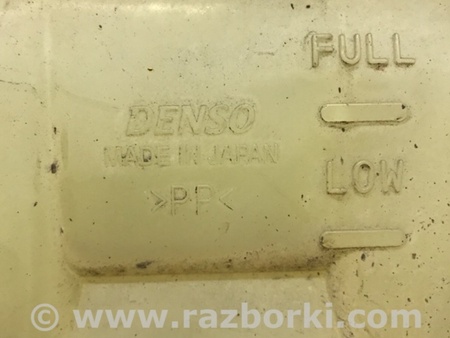 FULL
DENSO
MADE IN JAPAN
LOW
>PP<
© www.razborki.com